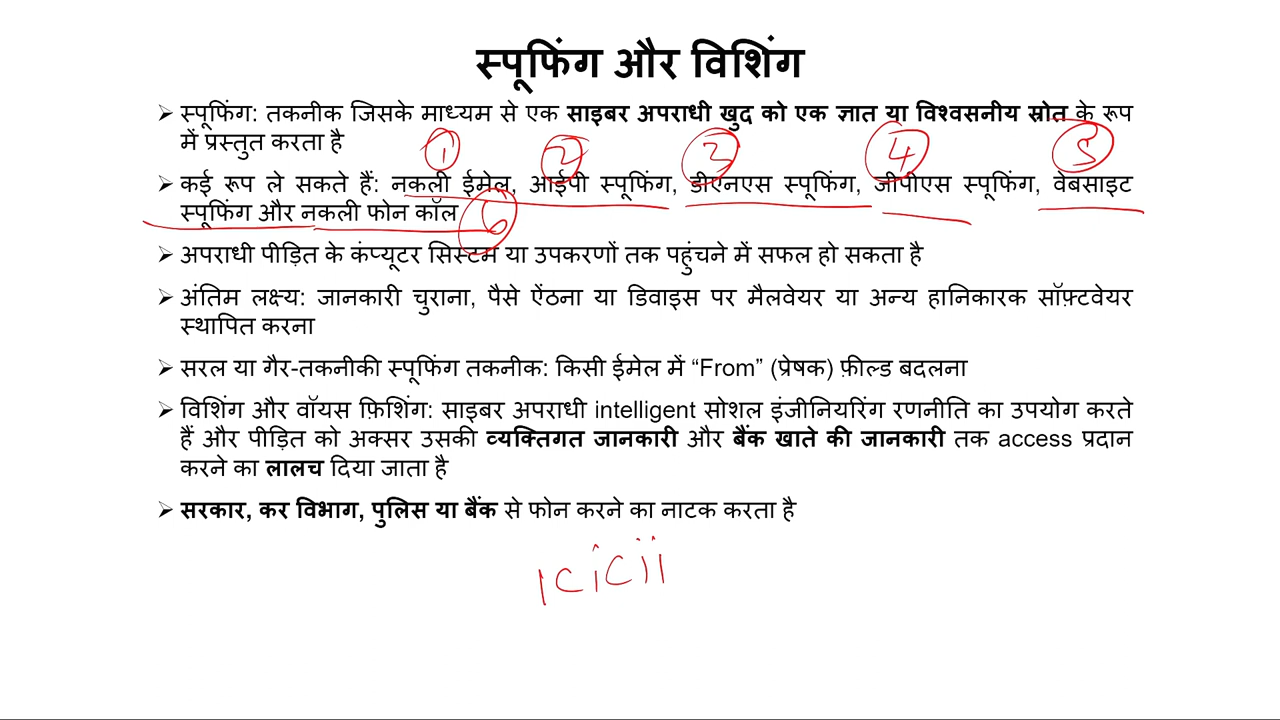 स्पूफिंग और विशिंग
➢ स्पूफिंग: तकनीक जिसके माध्यम से एक साइबर अपराधी खुद को एक ज्ञात या विश्वसनीय स्रोत के रूप
में प्रस्तुत करता है
1 2 3 4 5
➢ कई रूप ले सकते हैं: नकली ईमेल, आईपी स्पूफिंग, डीएनएस स्पूफिंग, जीपीएस स्पूफिंग, वेबसाइट
स्पूफिंग और नकली फोन कॉल 6
➢ अपराधी पीड़ित के कंप्यूटर सिस्टम या उपकरणों तक पहुंचने में सफल हो सकता है
➢ अंतिम लक्ष्य: जानकारी चुराना, पैसे ऐंठना या डिवाइस पर मैलवेयर या अन्य हानिकारक सॉफ़्टवेयर
स्थापित करना
➢ सरल या गैर-तकनीकी स्पूफिंग तकनीक: किसी ईमेल में “From” (प्रेषक) फ़ील्ड बदलना
➢ विशिंग और वॉयस फ़िशिंग: साइबर अपराधी intelligent सोशल इंजीनियरिंग रणनीति का उपयोग करते
हैं और पीड़ित को अक्सर उसकी व्यक्तिगत जानकारी और बैंक खाते की जानकारी तक access प्रदान
करने का लालच दिया जाता है
➢ सरकार, कर विभाग, पुलिस या बैंक से फोन करने का नाटक करता है